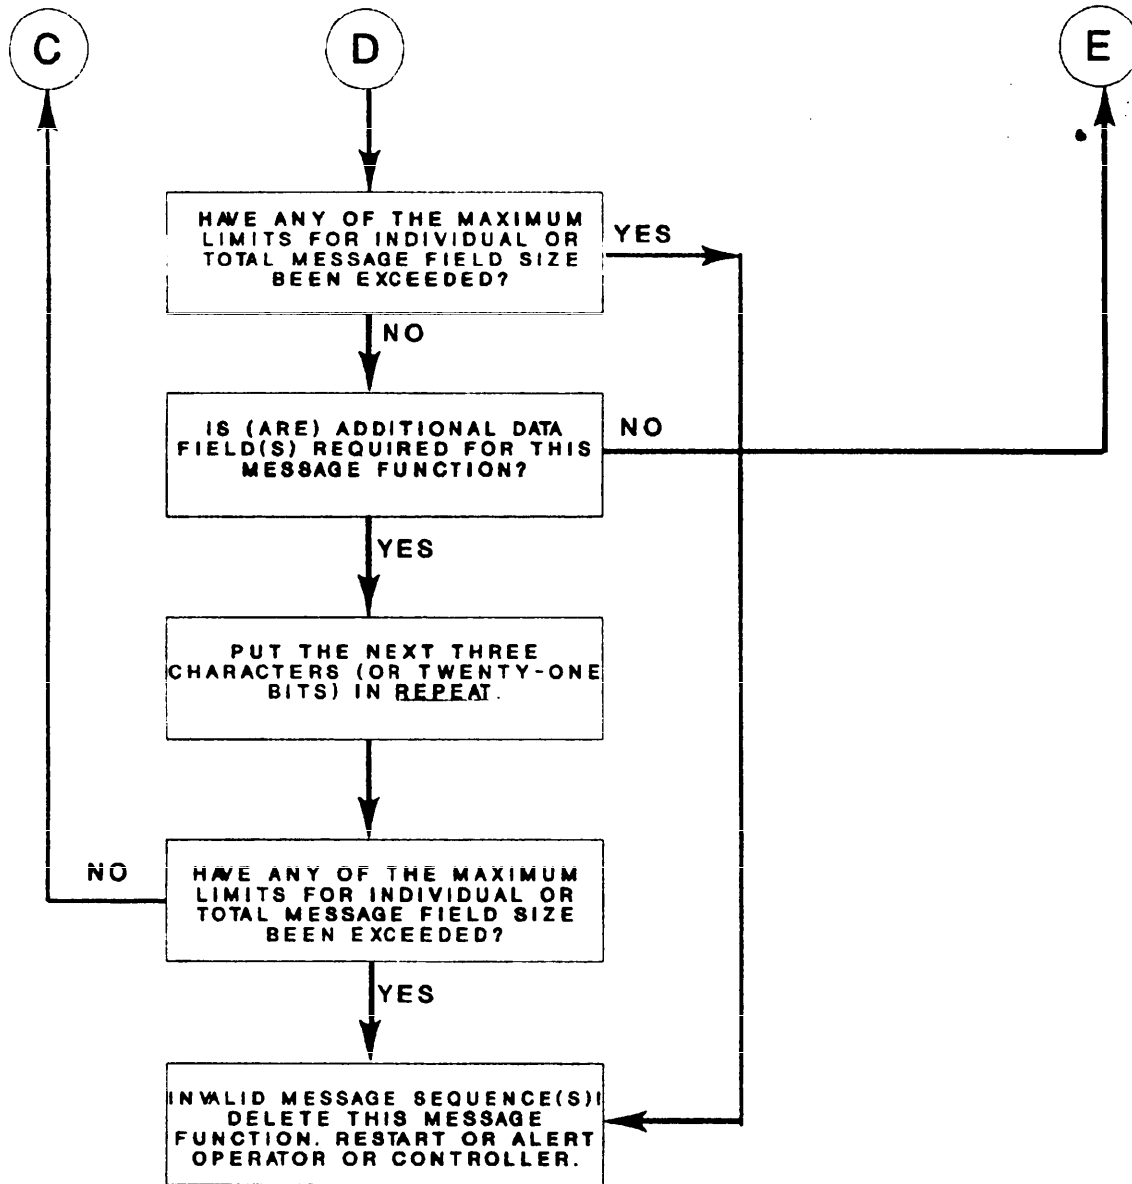 C
D
E
HAVE ANY OF THE MAXIMUM
LIMITS FOR INDIVIDUAL OR
TOTAL MESSAGE FIELD SIZE
BEEN EXCEEDED?
YES
NO
IS (ARE) ADDITIONAL DATA
FIELD(S) REQUIRED FOR THIS
MESSAGE FUNCTION?
NO
YES
PUT THE NEXT THREE
CHARACTERS (OR TWENTY-ONE
BITS) IN REPEAT.
NO
HAVE ANY OF THE MAXIMUM
LIMITS FOR INDIVIDUAL OR
TOTAL MESSAGE FIELD SIZE
BEEN EXCEEDED?
YES
INVALID MESSAGE SEQUENCE(S)!
DELETE THIS MESSAGE
FUNCTION. RESTART OR ALERT
OPERATOR OR CONTROLLER.